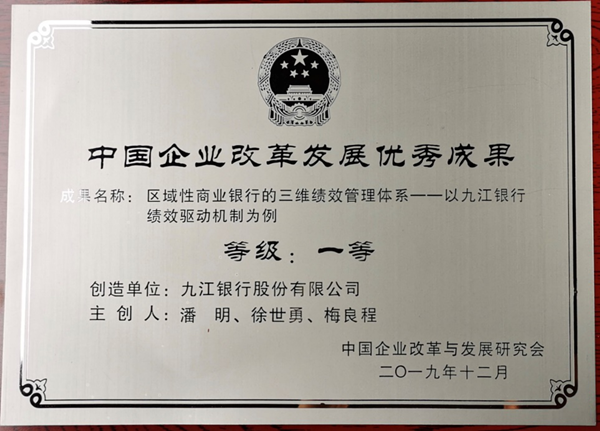 中国企业改革发展优秀成果
成果名称：区域性商业银行的三维绩效管理体系——以九江银行
绩效驱动机制为例
等级：一等
创造单位：九江银行股份有限公司
主创人：潘　明、徐世勇、梅良程
中国企业改革与发展研究会
二〇一九年十二月